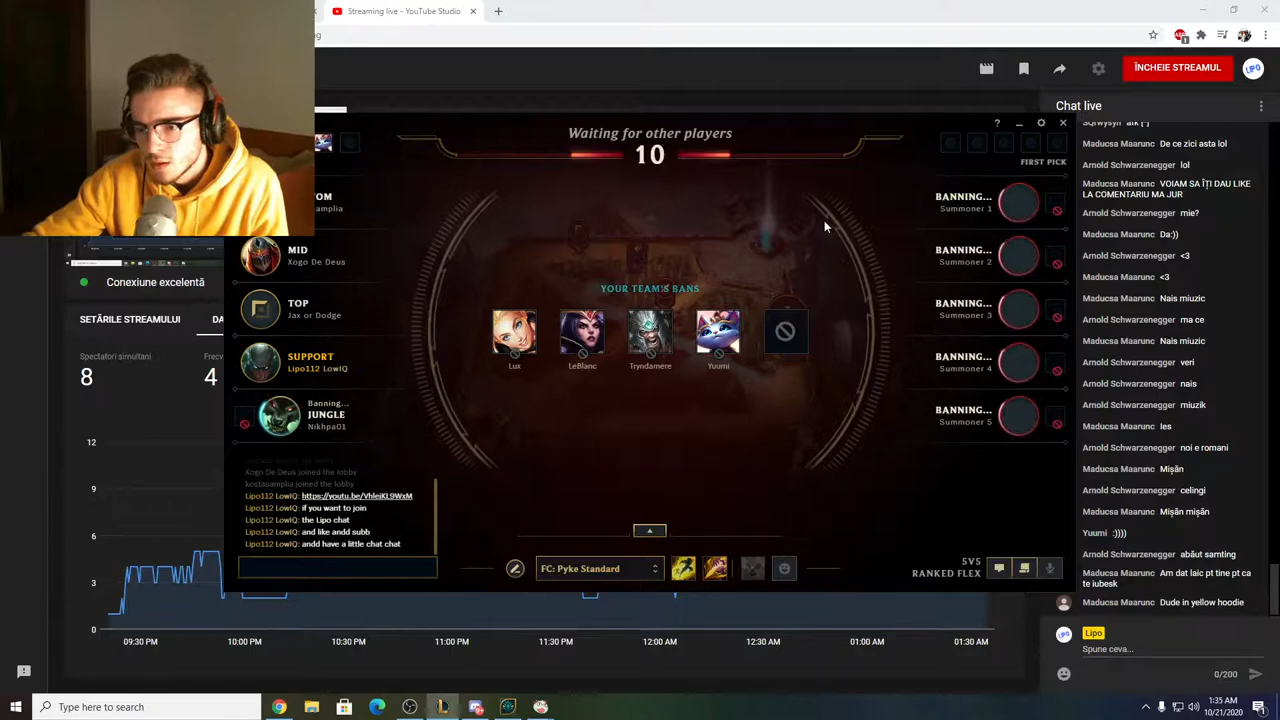 Streaming live - YouTube Studio
og
ÎNCHEIE STREAMUL
LIPO
Chat live
Waiting for other players
10
FIRST PICK
TOM
amplia
MID
Xogo De Deus
TOP
Jax or Dodge
SUPPORT
Lipo112 LowIQ
Banning...
JUNGLE
Nikhpa01
YOUR TEAM'S BANS
Lux
LeBlanc
Tryndamere
Yuumi
BANNING...
Summoner 1
BANNING...
Summoner 2
BANNING...
Summoner 3
BANNING...
Summoner 4
BANNING...
Summoner 5
Xogo De Deus joined the lobby
kostasamplia joined the lobby
Lipo112 LowIQ: https://youtu.be/VhlejKL9WxM
Lipo112 LowIQ: if you want to join
Lipo112 LowIQ: the Lipo chat
Lipo112 LowIQ: and like andd subb
Lipo112 LowIQ: andd have a little chat chat
FC: Pyke Standard
5V5
RANKED FLEX
Conexiune excelentă
SETĂRILE STREAMULUI
DA
Spectatori simultani
8
Frecv
4
12
9
6
3
0
09:30 PM
10:00 PM
10:30 PM
11:00 PM
11:30 PM
12:00 AM
12:30 AM
01:00 AM
01:30 AM
Maducsa Maarunc De ce zici asta lol
Arnold Schwarzenegger lol
Maducsa Maarunc VOIAM SA ÎȚI DAU LIKE
LA COMENTARIU MA JUR
Arnold Schwarzenegger mie?
Maducsa Maarunc Da:))
Arnold Schwarzenegger <3
Maducsa Maarunc <3
Maducsa Maarunc Nais miuzic
Arnold Schwarzenegger ma ce
Maducsa Maarunc Nais miuzic
Arnold Schwarzenegger veri
Arnold Schwarzenegger nais
Arnold Schwarzenegger miuzik
Maducsa Maarunc Ies
Arnold Schwarzenegger noi e romani
Maducsa Maarunc Mișăn
Arnold Schwarzenegger celingi
Maducsa Maarunc Mișăn mișăn
Yuumi :))))
Arnold Schwarzenegger abăut samting
Maducsa Maarunc Am dat laic pt tine pt ca
te iubesk
Maducsa Maarunc Dude in yellow hoodie
Lipo
Spune ceva...
0/200
Type here to search
1:35 AM
10/21/2020